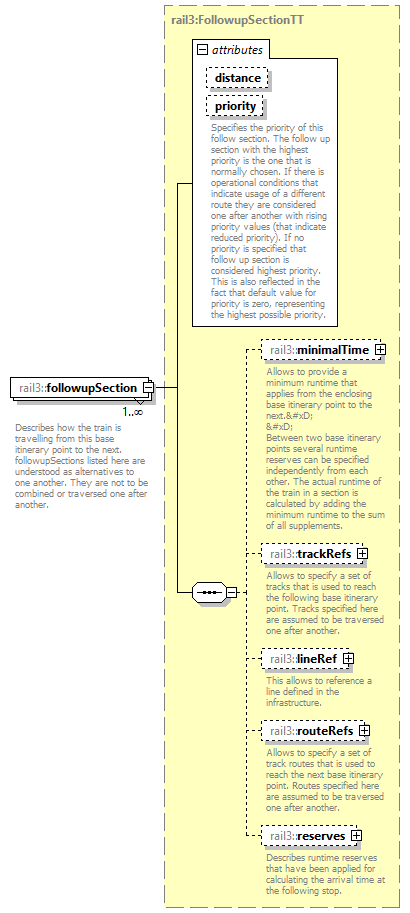 rail3:FollowupSectionTT
attributes
distance
priority
Specifies the priority of this
follow section. The follow up
section with the highest
priority is the one that is
normally chosen. If there is
operational conditions that
indicate usage of a different
route they are considered
one after another with rising
priority values (that indicate
reduced priority). If no
priority is specified that
follow up section is
considered highest priority.
This is also reflected in the
fact that default value for
priority is zero, representing
the highest possible priority.
rail3::followupSection
1..∞
Describes how the train is
travelling from this base
itinerary point to the next.
followupSections listed here are
understood as alternatives to
one another. They are not to be
combined or traversed one after
another.
rail3::minimalTime
Allows to provide a
minimum runtime that
applies from the enclosing
base itinerary point to the
next.&#xD;
&#xD;
Between two base itinerary
points several runtime
reserves can be specified
independently from each
other. The actual runtime of
the train in a section is
calculated by adding the
minimum runtime to the sum
of all supplements.
rail3::trackRefs
Allows to specify a set of
tracks that is used to reach
the following base itinerary
point. Tracks specified here
are assumed to be traversed
one after another.
rail3::lineRef
This allows to reference a
line defined in the
infrastructure.
rail3::routeRefs
Allows to specify a set of
track routes that is used to
reach the next base itinerary
point. Routes specified here
are assumed to be traversed
one after another.
rail3::reserves
Describes runtime reserves
that have been applied for
calculating the arrival time at
the following stop.